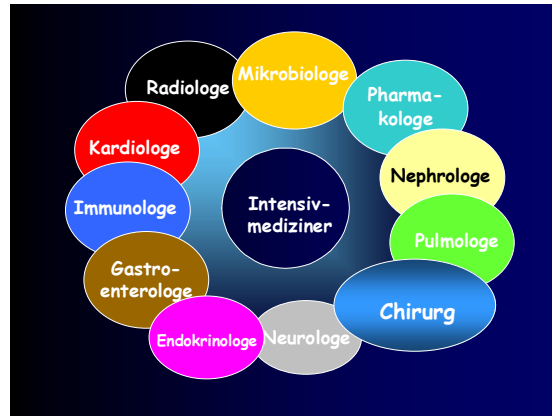 Radiologe
Mikrobiologe
Pharma-
kologe
Kardiologe
Nephrologe
Immunologe
Intensiv-
mediziner
Pulmologe
Gastro-
enterologe
Chirurg
Endokrinologe
Neurologe